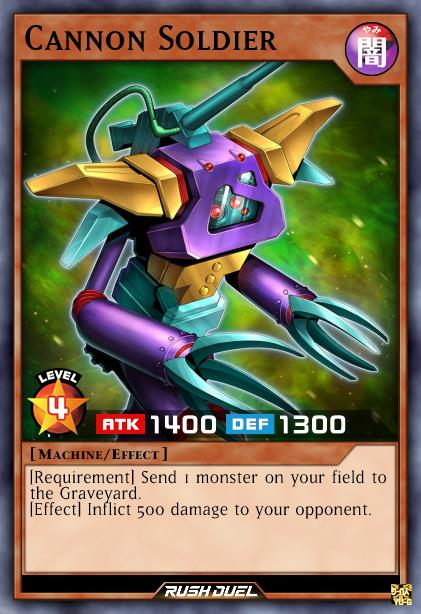 Cannon Soldier
やみ
闇
LEVEL
4
ATK 1400 DEF 1300
[Machine/Effect]
[Requirement] Send 1 monster on your field to
the Graveyard.
[Effect] Inflict 500 damage to your opponent.
RUSH DUEL